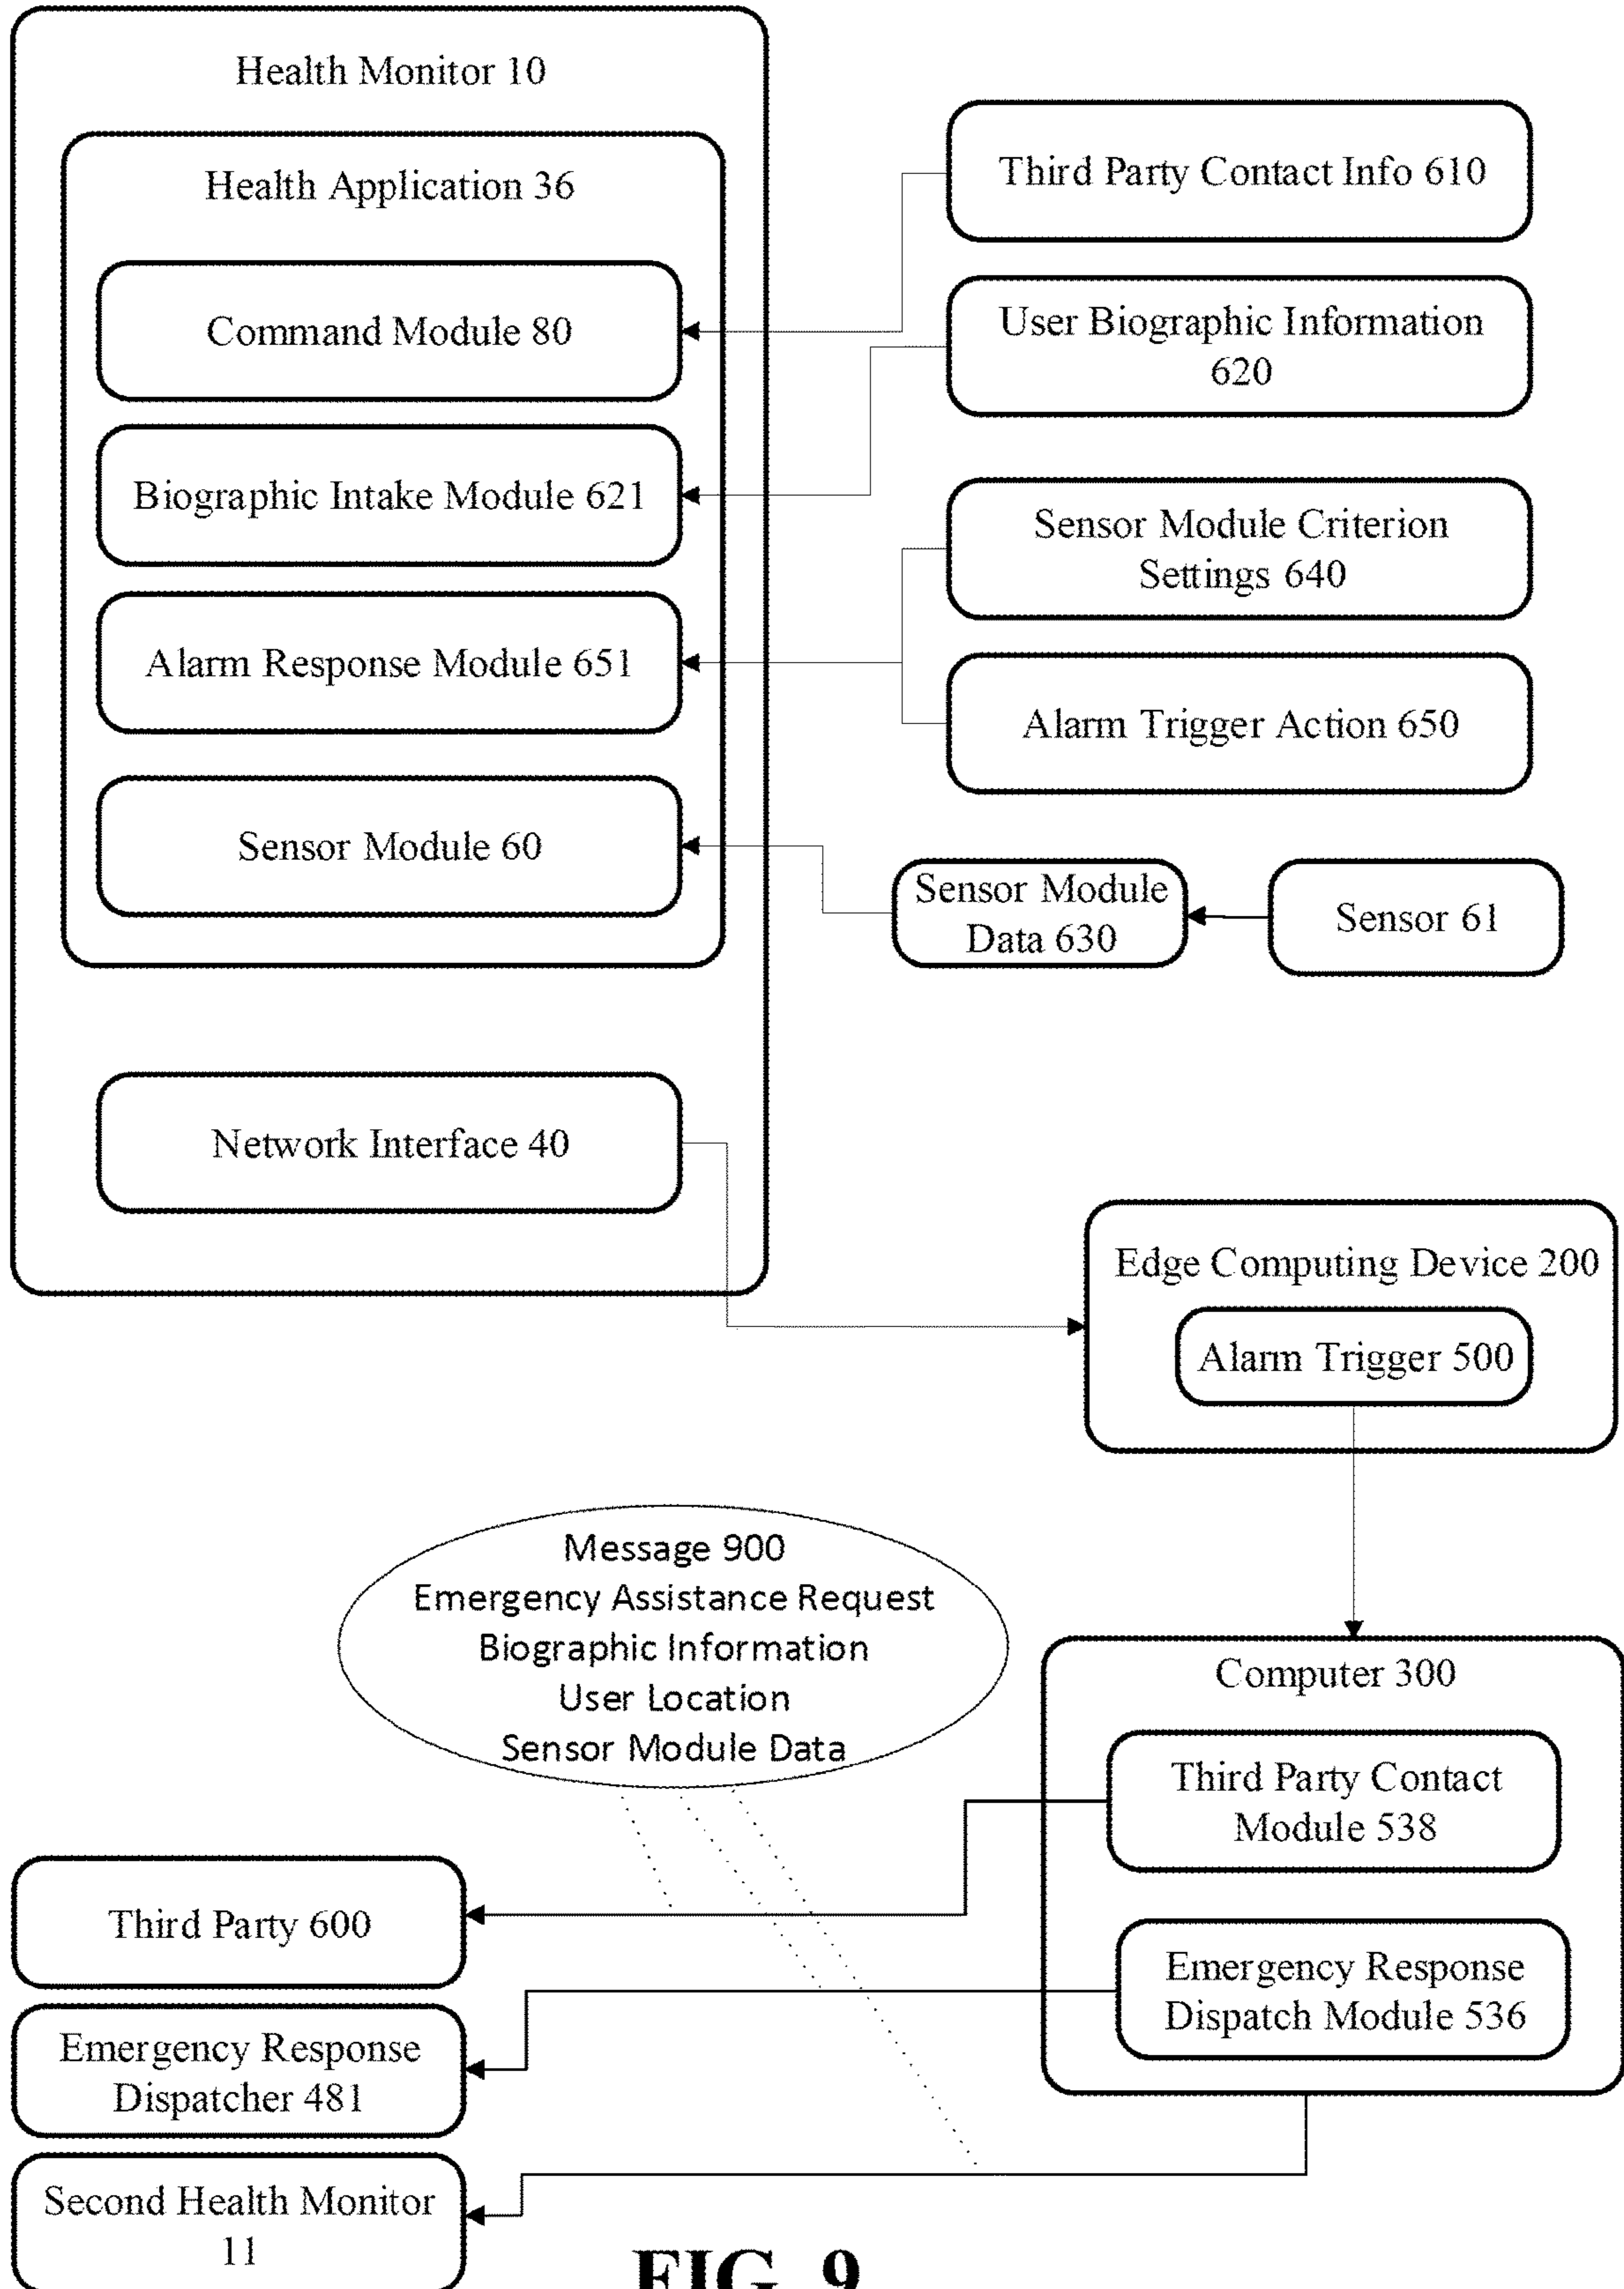 Health Monitor 10
Health Application 36
Command Module 80
Biographic Intake Module 621
Alarm Response Module 651
Sensor Module 60
Network Interface 40
Third Party Contact Info 610
User Biographic Information
620
Sensor Module Criterion
Settings 640
Alarm Trigger Action 650
Sensor Module
Data 630
Sensor 61
Edge Computing Device 200
Alarm Trigger 500
Message 900
Emergency Assistance Request
Biographic Information
User Location
Sensor Module Data
Computer 300
Third Party Contact
Module 538
Emergency Response
Dispatch Module 536
Third Party 600
Emergency Response
Dispatcher 481
Second Health Monitor
11
FIG. 9